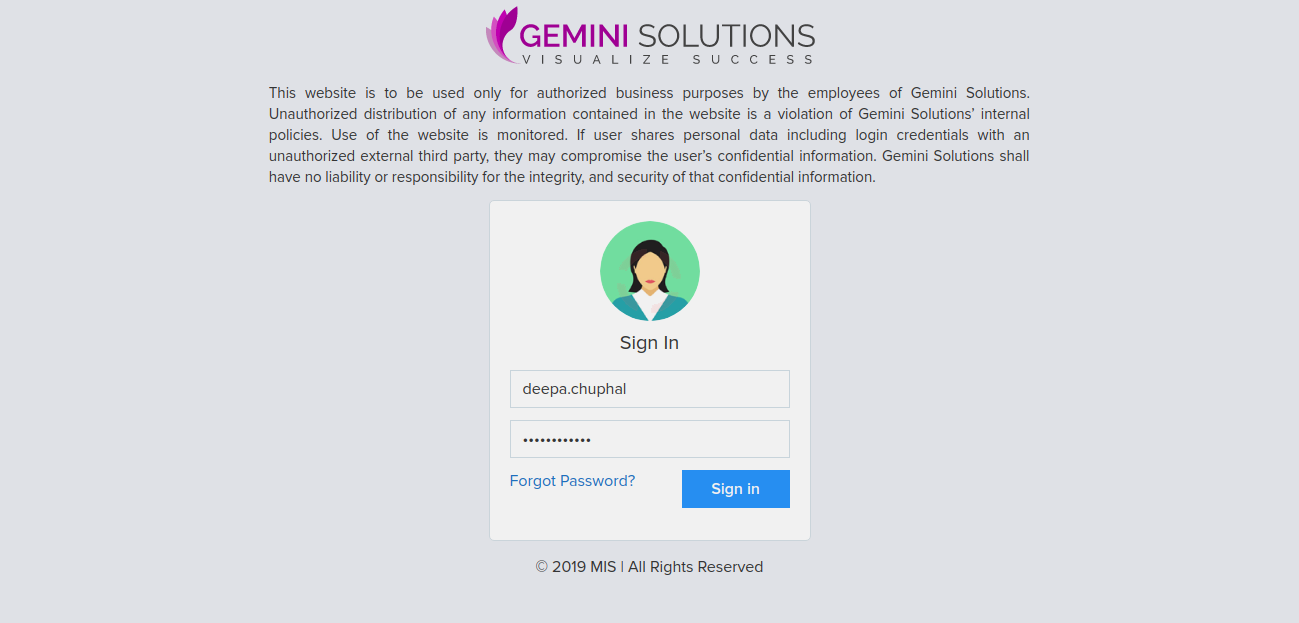 GEMINI SOLUTIONS
VISUALIZE SUCCESS
This website is to be used only for authorized business purposes by the employees of Gemini Solutions.
Unauthorized distribution of any information contained in the website is a violation of Gemini Solutions’ internal
policies. Use of the website is monitored. If user shares personal data including login credentials with an
unauthorized external third party, they may compromise the user’s confidential information. Gemini Solutions shall
have no liability or responsibility for the integrity, and security of that confidential information.
Sign In
deepa.chuphal
••••••••••••
Forgot Password?
Sign in
© 2019 MIS | All Rights Reserved